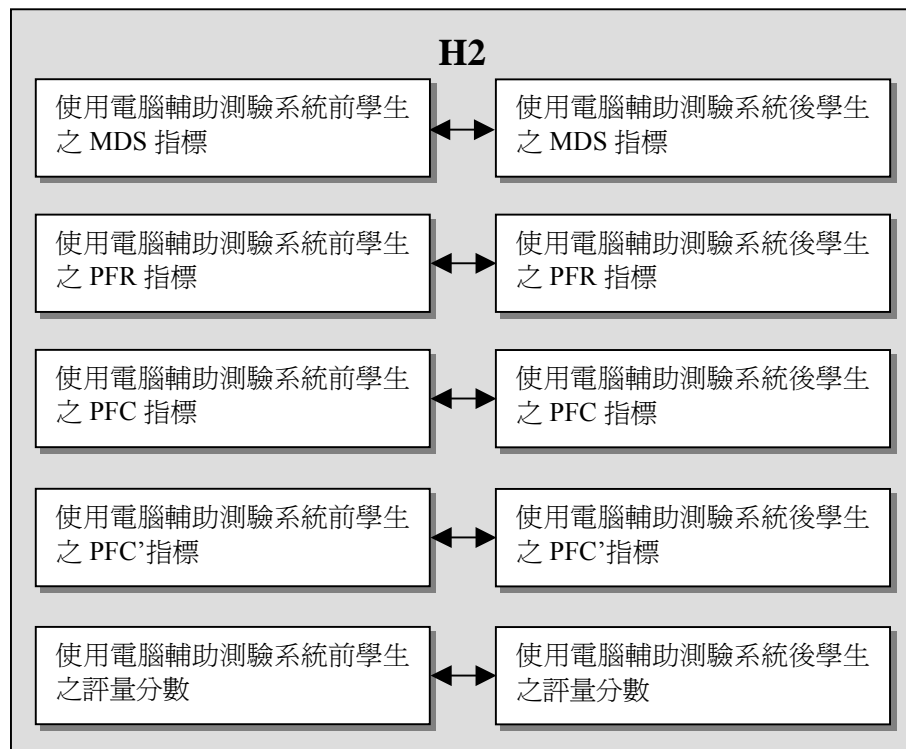 H2
使用電腦輔助測驗系統前學生
之 MDS 指標
使用電腦輔助測驗系統後學生
之 MDS 指標
使用電腦輔助測驗系統前學生
之 PFR 指標
使用電腦輔助測驗系統後學生
之 PFR 指標
使用電腦輔助測驗系統前學生
之 PFC 指標
使用電腦輔助測驗系統後學生
之 PFC 指標
使用電腦輔助測驗系統前學生
之 PFC’指標
使用電腦輔助測驗系統後學生
之 PFC’指標
使用電腦輔助測驗系統前學生
之評量分數
使用電腦輔助測驗系統後學生
之評量分數